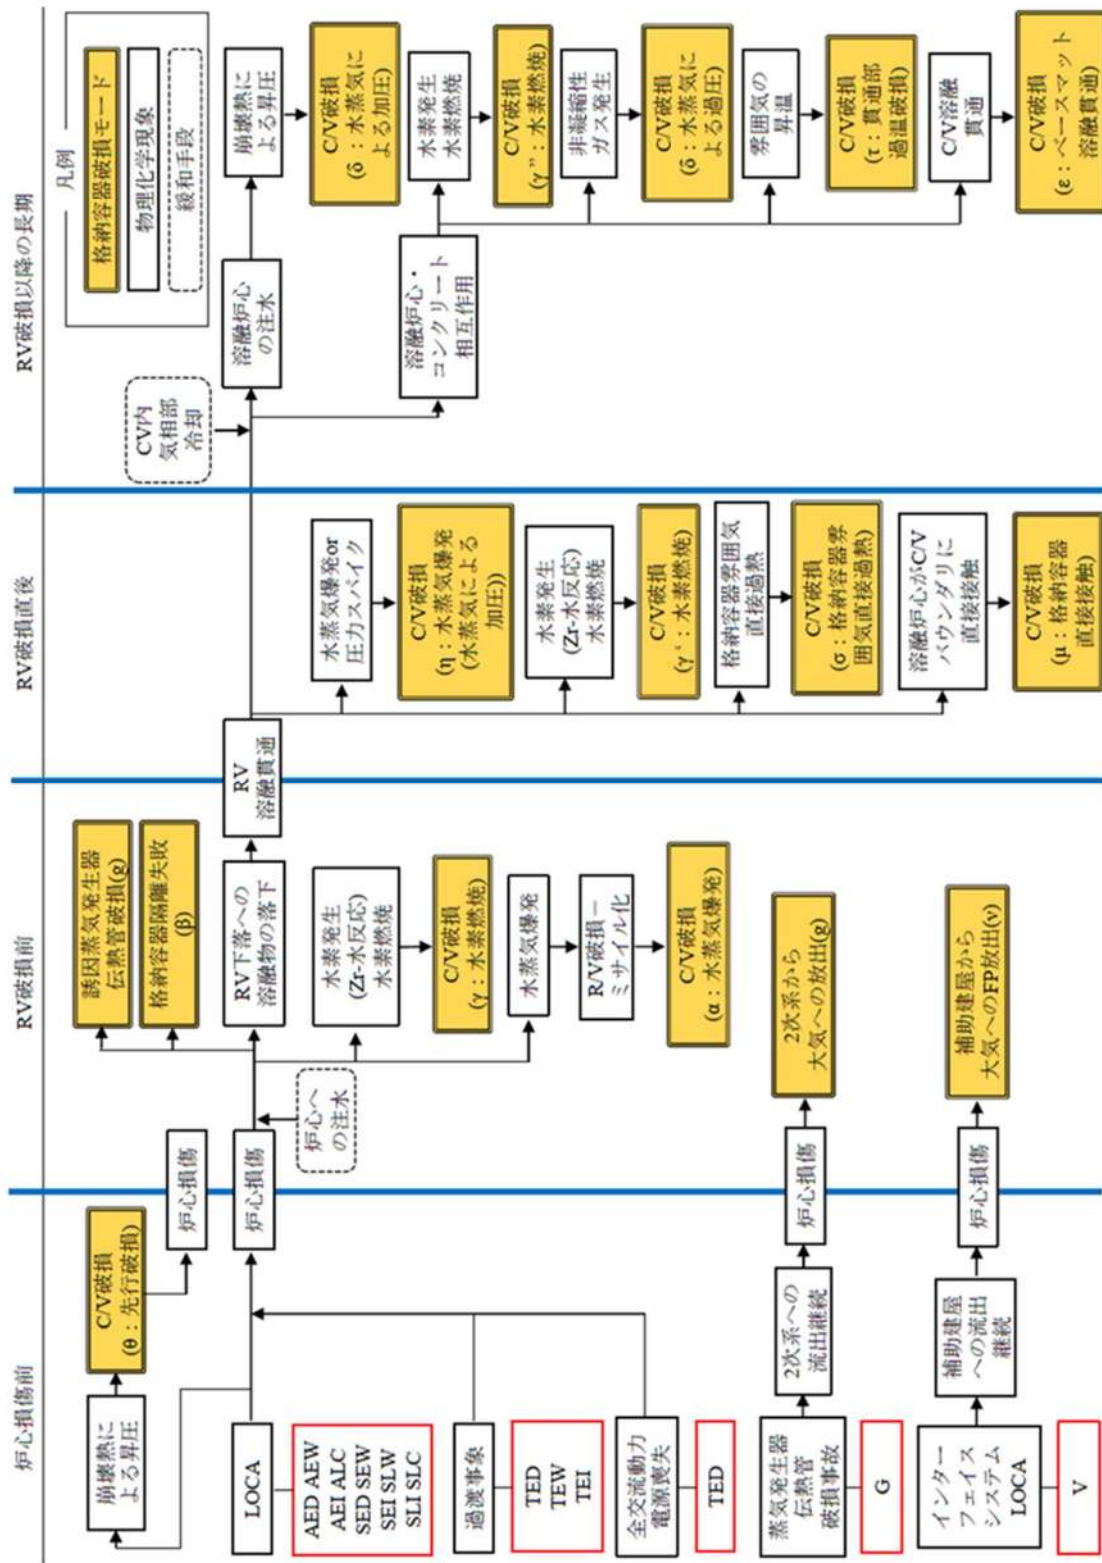 炉心損傷前
RV破損前
RV破損直後
RV破損以降の長期
崩壊熱に
よる昇圧
C/V破損
(θ：先行破損)
炉心損傷
LOCA
AED AEW
AEI ALC
SED SEW
SEI SLW
SLI SLC
炉心損傷
過渡事象
TED
TEW
TEI
全交流動力
電源喪失
TED
蒸気発生器
伝熱管
破損事故
G
2次系への
流出継続
炉心損傷
2次系から
大気への放出(g)
インター
フェイス
システム
LOCA
V
補助建屋
への流出
継続
炉心損傷
補助建屋から
大気へのFP放出(ν)
炉心へ
の注水
誘因蒸気発生器
伝熱管破損(g)
格納容器隔離失敗
(β)
RV下落への
溶融物の落下
水素発生
(Zr-水反応)
水素燃焼
C/V破損
(γ：水素燃焼)
水蒸気爆発
R/V破損－
ミサイル化
C/V破損
(α：水蒸気爆発)
RV
溶融貫通
水蒸気爆発or
圧力スパイク
C/V破損
(η：水蒸気爆発
(水蒸気による
加圧))
水素発生
(Zr-水反応)
水素燃焼
C/V破損
(γ‘：水素燃焼)
格納容器雰囲気
直接過熱
C/V破損
(σ：格納容器雰
囲気直接過熱)
溶融炉心がC/V
バウンダリに
直接接触
C/V破損
(μ：格納容器
直接接触)
CV内
気相部
冷却
溶融炉心
の注水
溶融炉心・
コンクリート
相互作用
凡例
格納容器破損モード
物理化学現象
緩和手段
崩壊熱に
よる昇圧
C/V破損
(δ：水蒸気に
よる加圧)
水素発生
水素燃焼
C/V破損
(γ’’：水素燃焼)
非凝縮性
ガス発生
C/V破損
(δ：水蒸気に
よる過圧)
雰囲気の
昇温
C/V破損
(τ：貫通部
過温破損)
C/V溶融
貫通
C/V破損
(ε：ベースマット
溶融貫通)